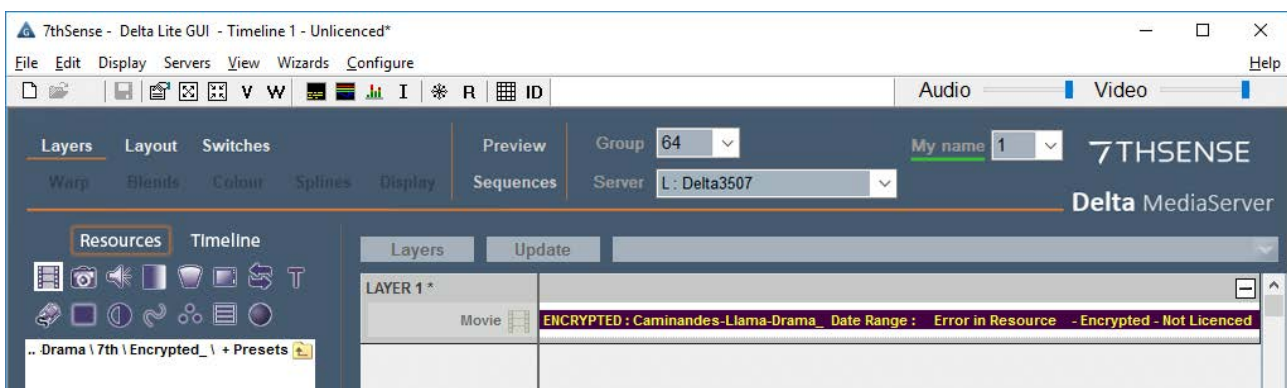 7thSense - Delta Lite GUI - Timeline 1 - Unlicenced*
File Edit Display Servers View Wizards Configure Help
V W I R ID Audio Video
Layers Layout Switches Preview Group 64 My name 1 7THSENSE
Warp Blends Colour Splines Display Sequences Server L : Delta3507
Delta MediaServer
Resources Timeline
Layers Update
T
LAYER 1 *
Movie ENCRYPTED : Caminandes-Llama-Drama_ Date Range : Error in Resource - Encrypted - Not Licenced
.. Drama \ 7th \ Encrypted_ \ + Presets